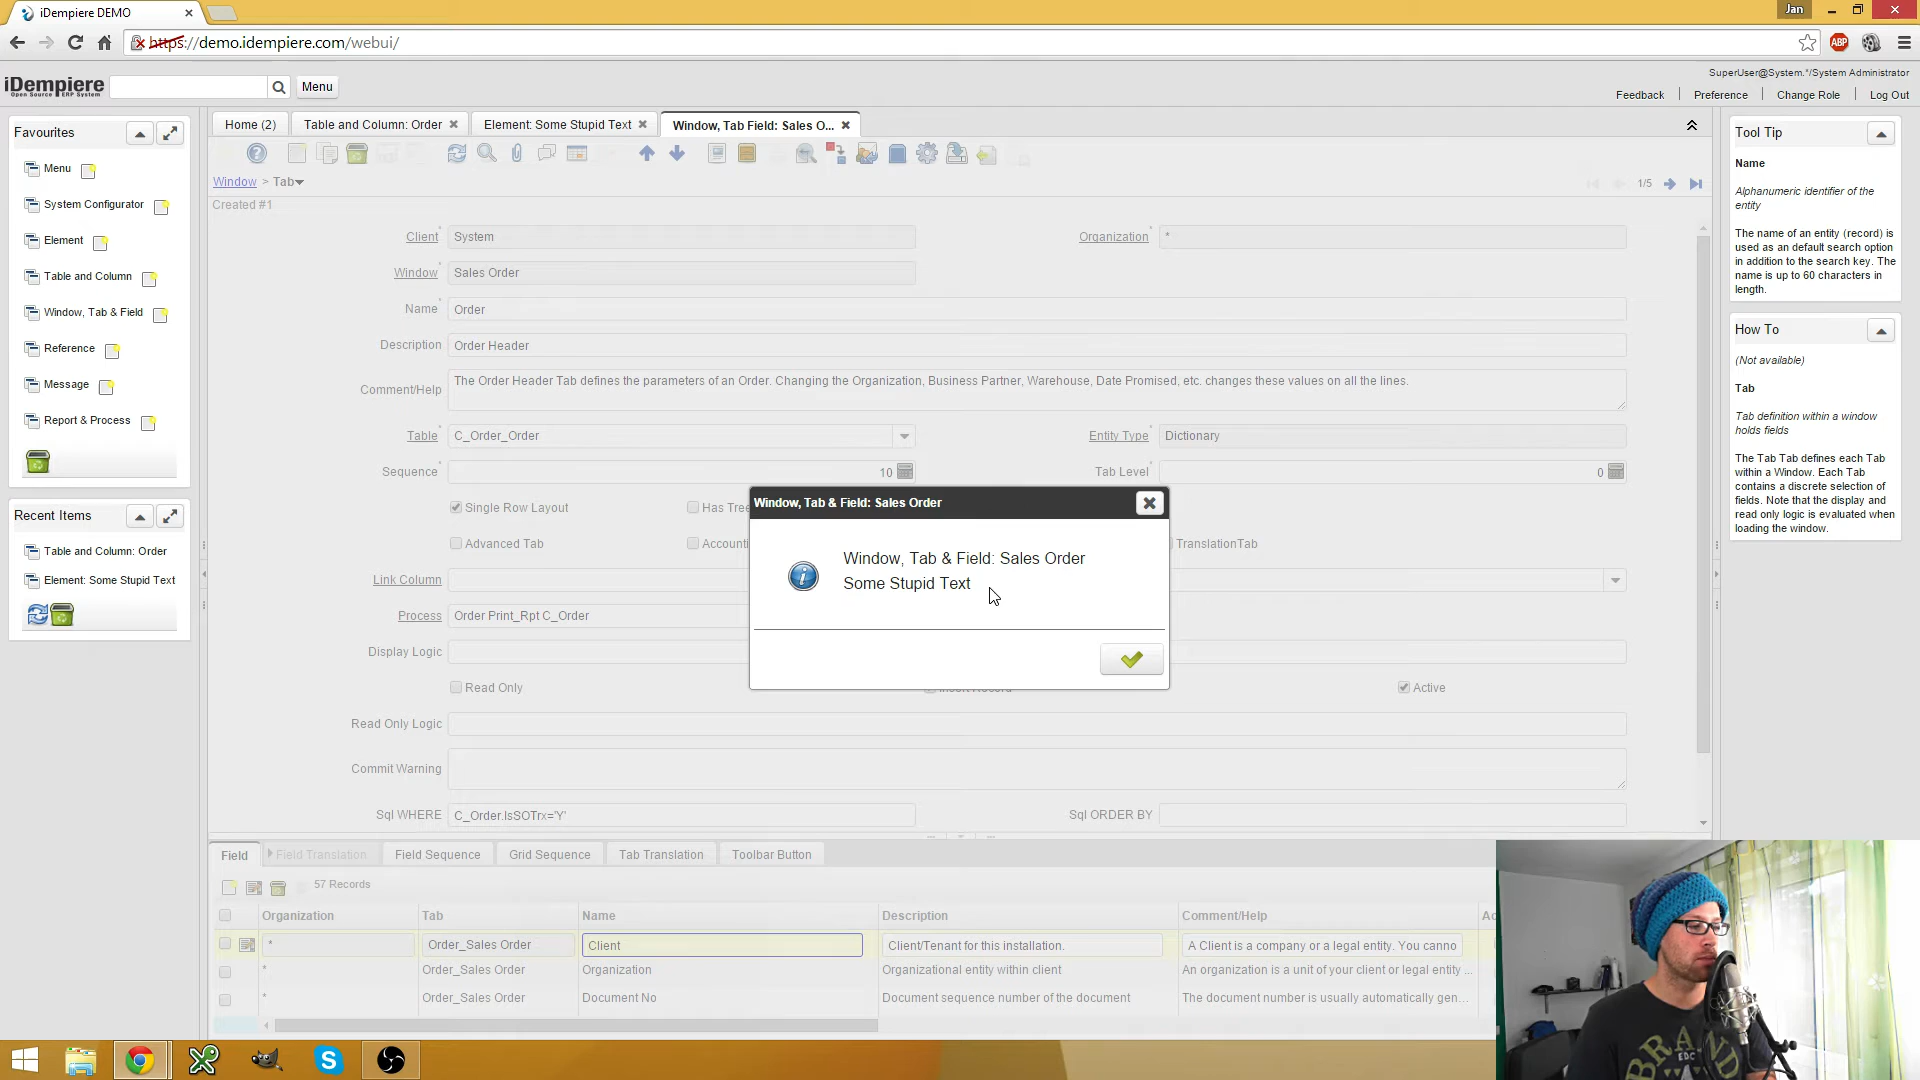 iDempiere DEMO
Jan
https://demo.idempiere.com/webui/
ABP
iDempiere
Open Source ERP System
Menu
SuperUser@System.*/System Administrator
Feedback
Preference
Change Role
Log Out
Favourites
Menu
System Configurator
Element
Table and Column
Window, Tab & Field
Reference
Message
Report & Process
Recent Items
Table and Column: Order
Element: Some Stupid Text
Home (2)
Table and Column: Order
Element: Some Stupid Text
Window, Tab Field: Sales O...
Window > Tab
1/5
Created #1
Client System
Organization *
Window Sales Order
Name Order
Description Order Header
Comment/Help The Order Header Tab defines the parameters of an Order. Changing the Organization, Business Partner, Warehouse, Date Promised, etc. changes these values on all the lines.
Table C_Order_Order
Entity Type Dictionary
Sequence 10
Tab Level 0
Single Row Layout
Has Tree
Advanced Tab
Accounti
TranslationTab
Link Column
Process Order Print_Rpt C_Order
Display Logic
Read Only
Insert Record
Active
Read Only Logic
Commit Warning
Sql WHERE C_Order.IsSOTrx='Y'
Sql ORDER BY
Window, Tab & Field: Sales Order
Window, Tab & Field: Sales Order
Some Stupid Text
Field
Field Translation
Field Sequence
Grid Sequence
Tab Translation
Toolbar Button
57 Records
Organization Tab Name Description Comment/Help Ac
* Order_Sales Order Client Client/Tenant for this installation. A Client is a company or a legal entity. You canno
* Order_Sales Order Organization Organizational entity within client An organization is a unit of your client or legal entity ...
* Order_Sales Order Document No Document sequence number of the document The document number is usually automatically gen...
Tool Tip
Name
Alphanumeric identifier of the
entity
The name of an entity (record) is
used as an default search option
in addition to the search key. The
name is up to 60 characters in
length.
How To
(Not available)
Tab
Tab definition within a window
holds fields
The Tab Tab defines each Tab
within a Window. Each Tab
contains a discrete selection of
fields. Note that the display and
read only logic is evaluated when
loading the window.
BRAND
EDC